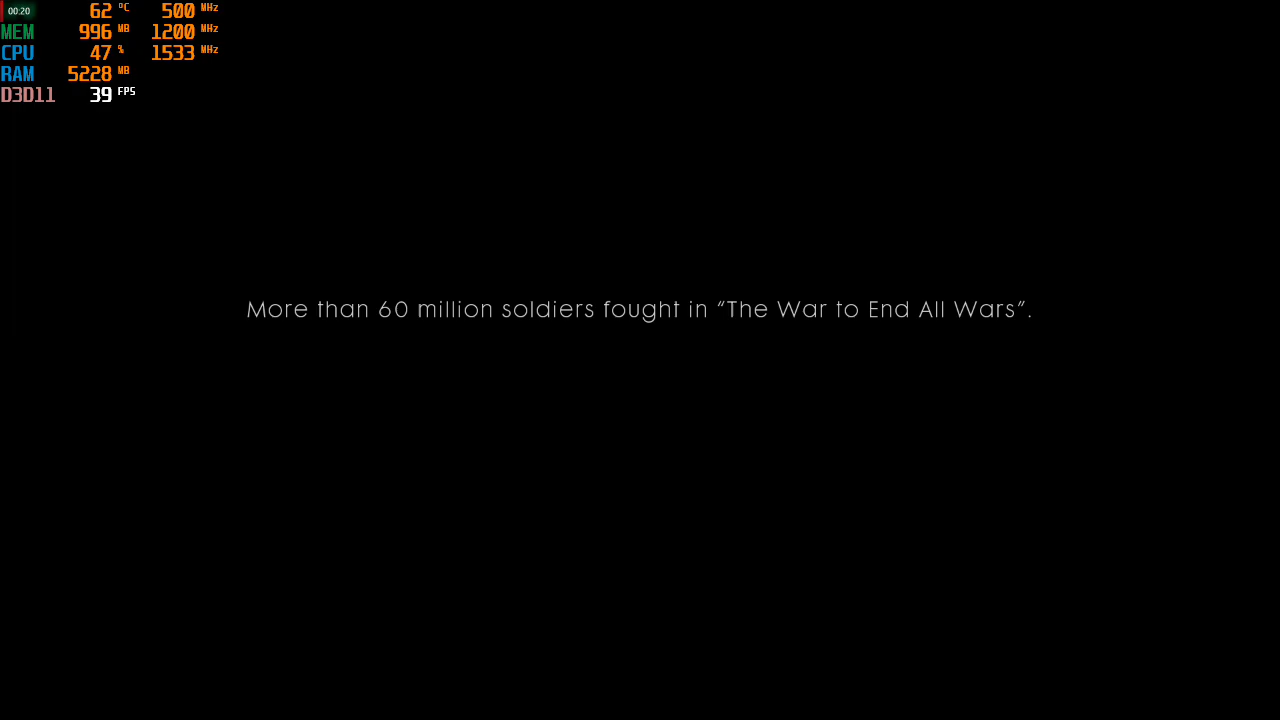 00:20 62 °C 500 MHz
MEM 996 MB 1200 MHz
CPU 47 % 1533 MHz
RAM 5228 MB
D3D11 39 FPS
More than 60 million soldiers fought in “The War to End All Wars”.